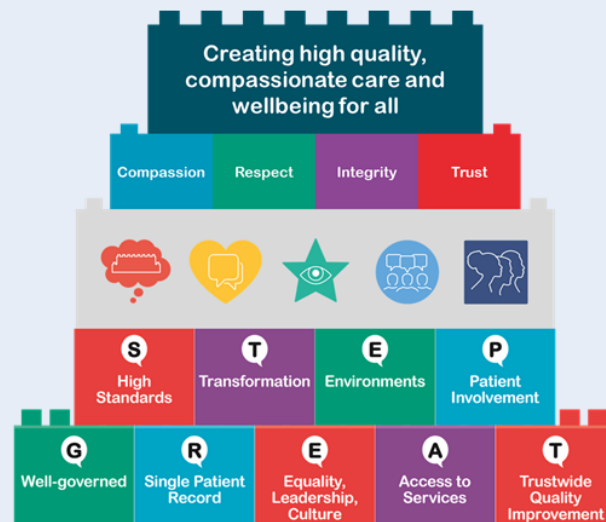 Creating high quality,
compassionate care and
wellbeing for all
Compassion
Respect
Integrity
Trust
S
High
Standards
T
Transformation
E
Environments
P
Patient
Involvement
G
Well-governed
R
Single Patient
Record
E
Equality,
Leadership,
Culture
A
Access to
Services
T
Trustwide
Quality
Improvement